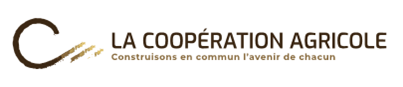 LA COOPÉRATION AGRICOLE
Construisons en commun l'avenir de chacun